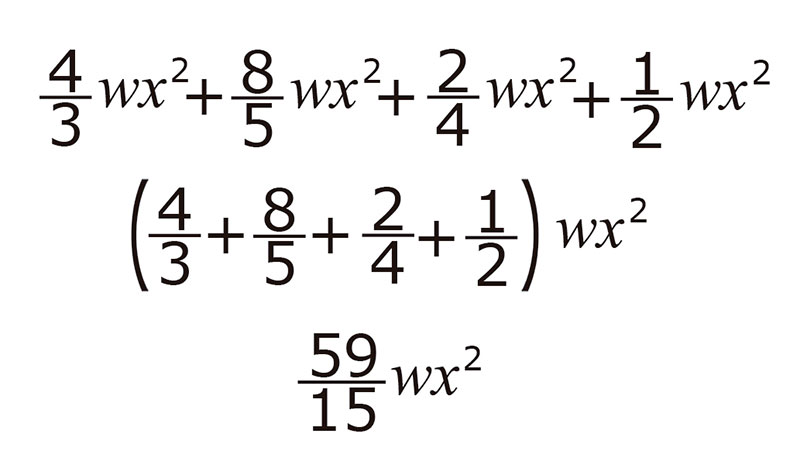 4/3 wx² + 8/5 wx² + 2/4 wx² + 1/2 wx²
(4/3 + 8/5 + 2/4 + 1/2) wx²
59/15 wx²